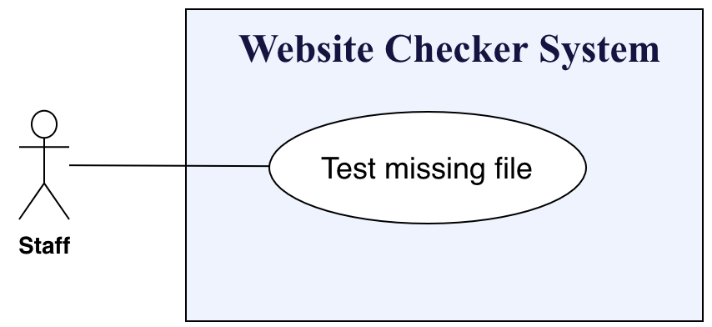 Website Checker System
Test missing file
Staff